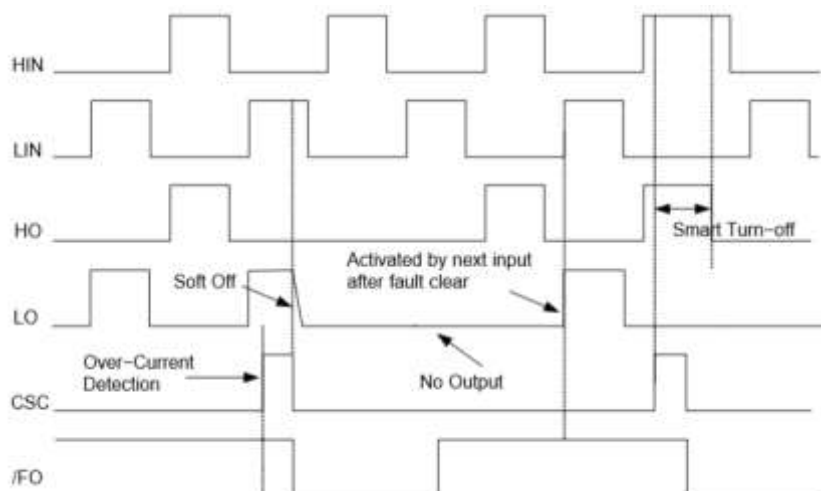 HIN
LIN
HO
Smart Turn-off
Activated by next input
after fault clear
Soft Off
LO
Over-Current
Detection
No Output
CSC
/FO